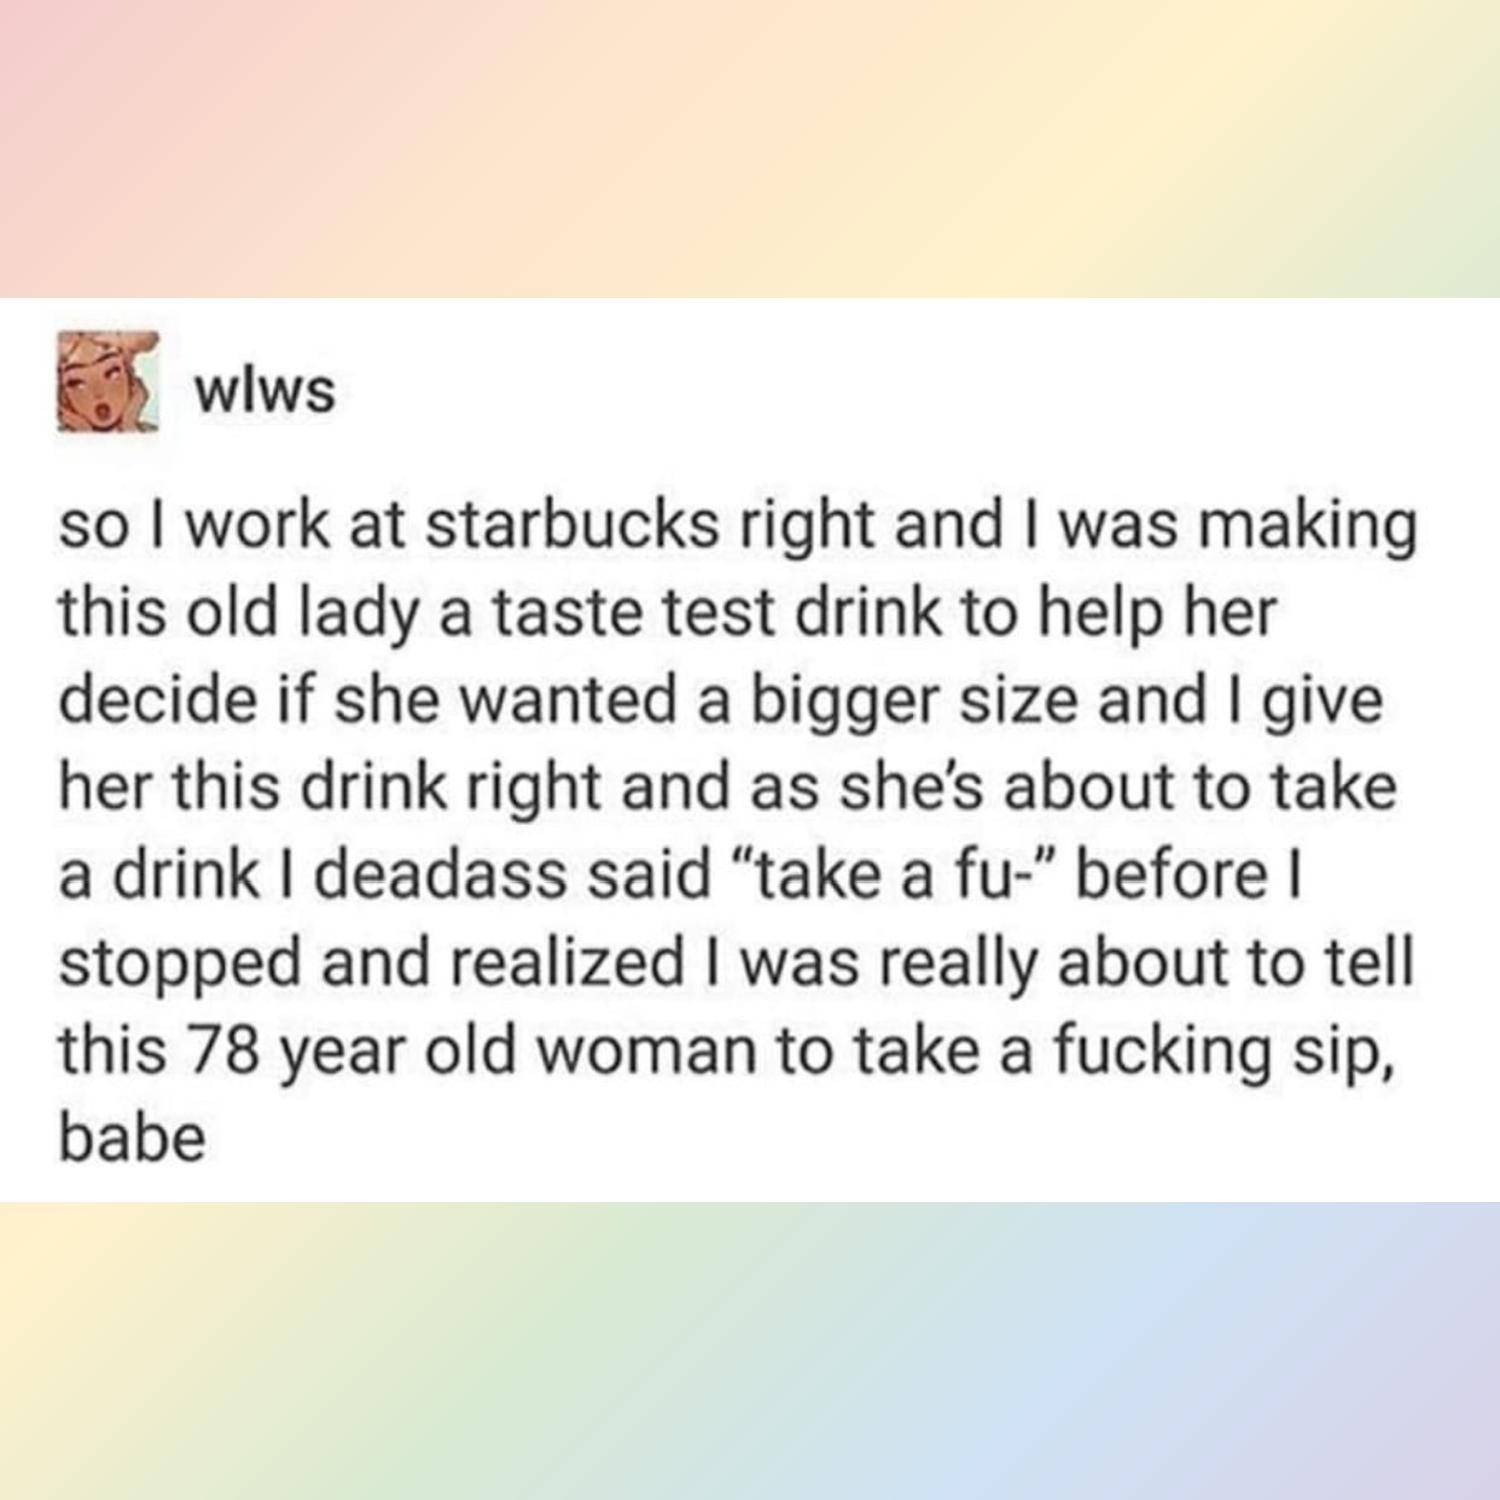 wlws
so I work at starbucks right and I was making
this old lady a taste test drink to help her
decide if she wanted a bigger size and I give
her this drink right and as she’s about to take
a drink I deadass said “take a fu-” before I
stopped and realized I was really about to tell
this 78 year old woman to take a fucking sip,
babe